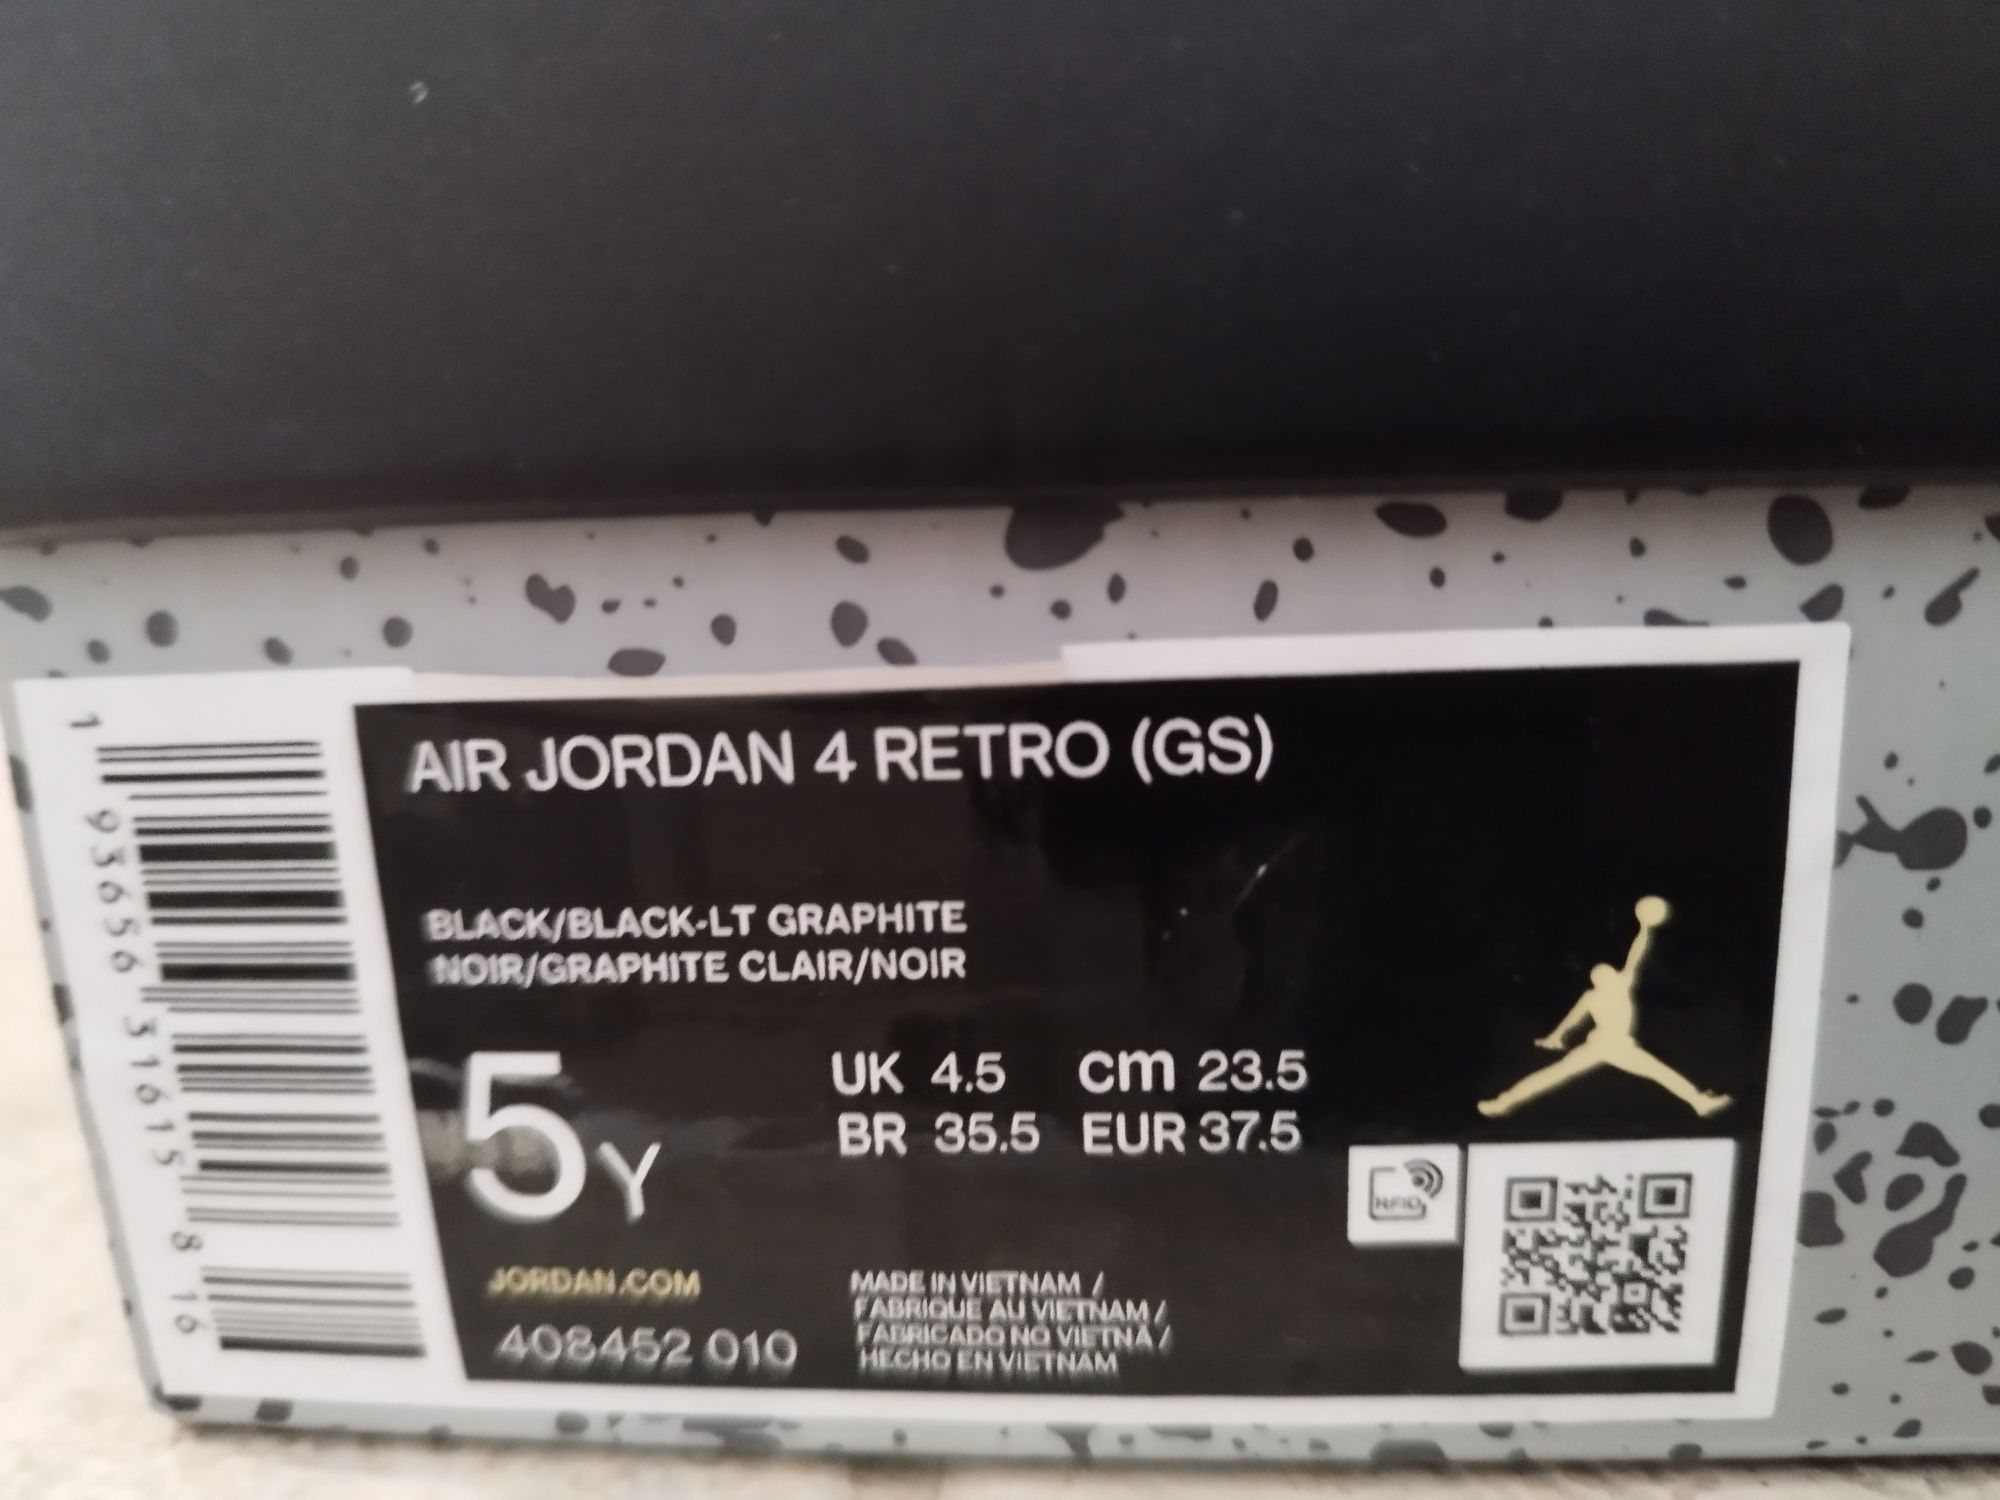 AIR JORDAN 4 RETRO (GS)
BLACK/BLACK-LT GRAPHITE
NOIR/GRAPHITE CLAIR/NOIR
5Y
UK 4.5 cm 23.5
BR 35.5 EUR 37.5
RFID
JORDAN.COM
408452 010
MADE IN VIETNAM /
FABRIQUE AU VIETNAM /
FABRICADO NO VIETNÃ /
HECHO EN VIETNAM
1 93656 31615 8 16